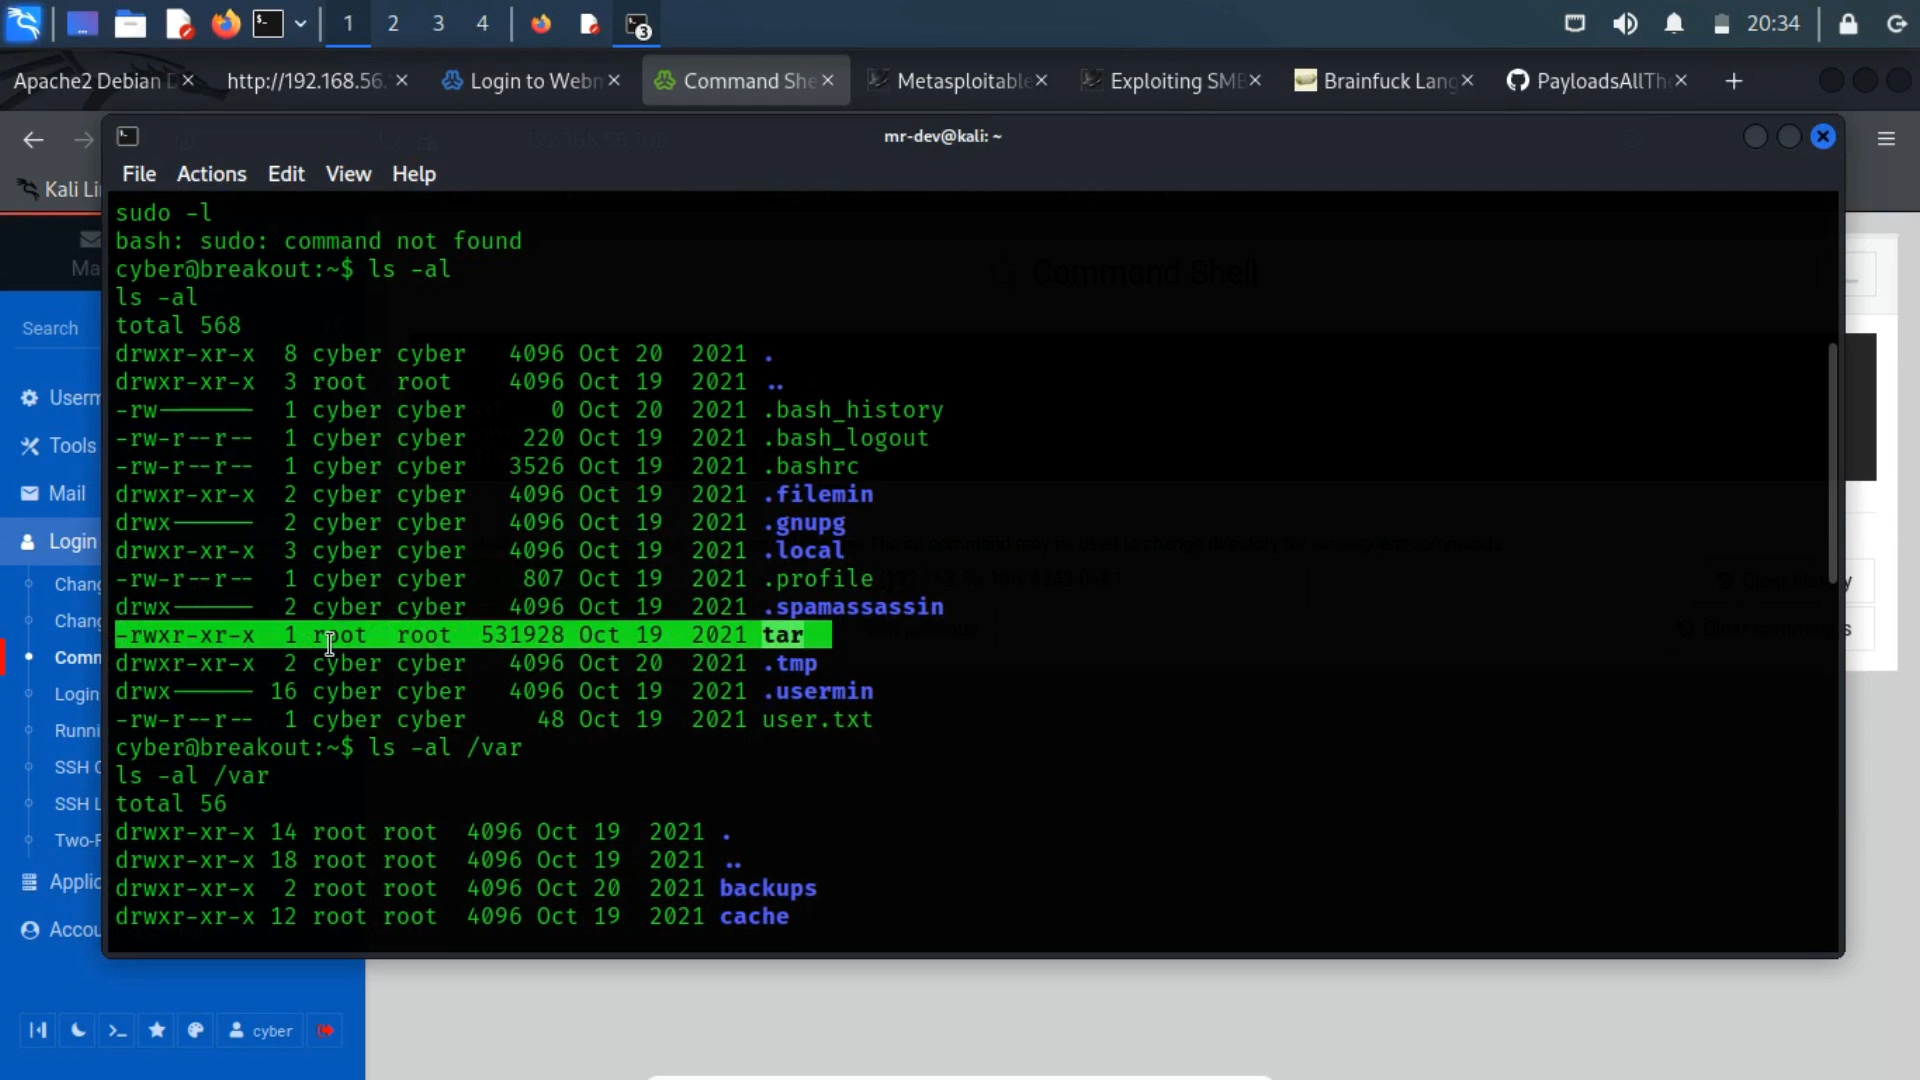 1 2 3 4 3 20:34
Apache2 Debian D http://192.168.56. Login to Webm Command She Metasploitable Exploiting SMB Brainfuck Lang PayloadsAllThe
mr-dev@kali: ~
File Actions Edit View Help
Kali Li
sudo -l
bash: sudo: command not found
cyber@breakout:~$ ls -al
ls -al
total 568
drwxr-xr-x 8 cyber cyber 4096 Oct 20 2021 .
drwxr-xr-x 3 root root 4096 Oct 19 2021 ..
-rw------- 1 cyber cyber 0 Oct 20 2021 .bash_history
-rw-r--r-- 1 cyber cyber 220 Oct 19 2021 .bash_logout
-rw-r--r-- 1 cyber cyber 3526 Oct 19 2021 .bashrc
drwxr-xr-x 2 cyber cyber 4096 Oct 19 2021 .filemin
drwx------ 2 cyber cyber 4096 Oct 19 2021 .gnupg
drwxr-xr-x 3 cyber cyber 4096 Oct 19 2021 .local
-rw-r--r-- 1 cyber cyber 807 Oct 19 2021 .profile
drwx------ 2 cyber cyber 4096 Oct 19 2021 .spamassassin
-rwxr-xr-x 1 root root 531928 Oct 19 2021 tar
drwxr-xr-x 2 cyber cyber 4096 Oct 20 2021 .tmp
drwx------ 16 cyber cyber 4096 Oct 19 2021 .usermin
-rw-r--r-- 1 cyber cyber 48 Oct 19 2021 user.txt
cyber@breakout:~$ ls -al /var
ls -al /var
total 56
drwxr-xr-x 14 root root 4096 Oct 19 2021 .
drwxr-xr-x 18 root root 4096 Oct 19 2021 ..
drwxr-xr-x 2 root root 4096 Oct 20 2021 backups
drwxr-xr-x 12 root root 4096 Oct 19 2021 cache
Command Shell
Ma
Search
Userm
Tools
Mail
Login
Chang
Chang
Comm
Login
Runni
SSH C
SSH L
Two-F
Applic
Accou
cyber